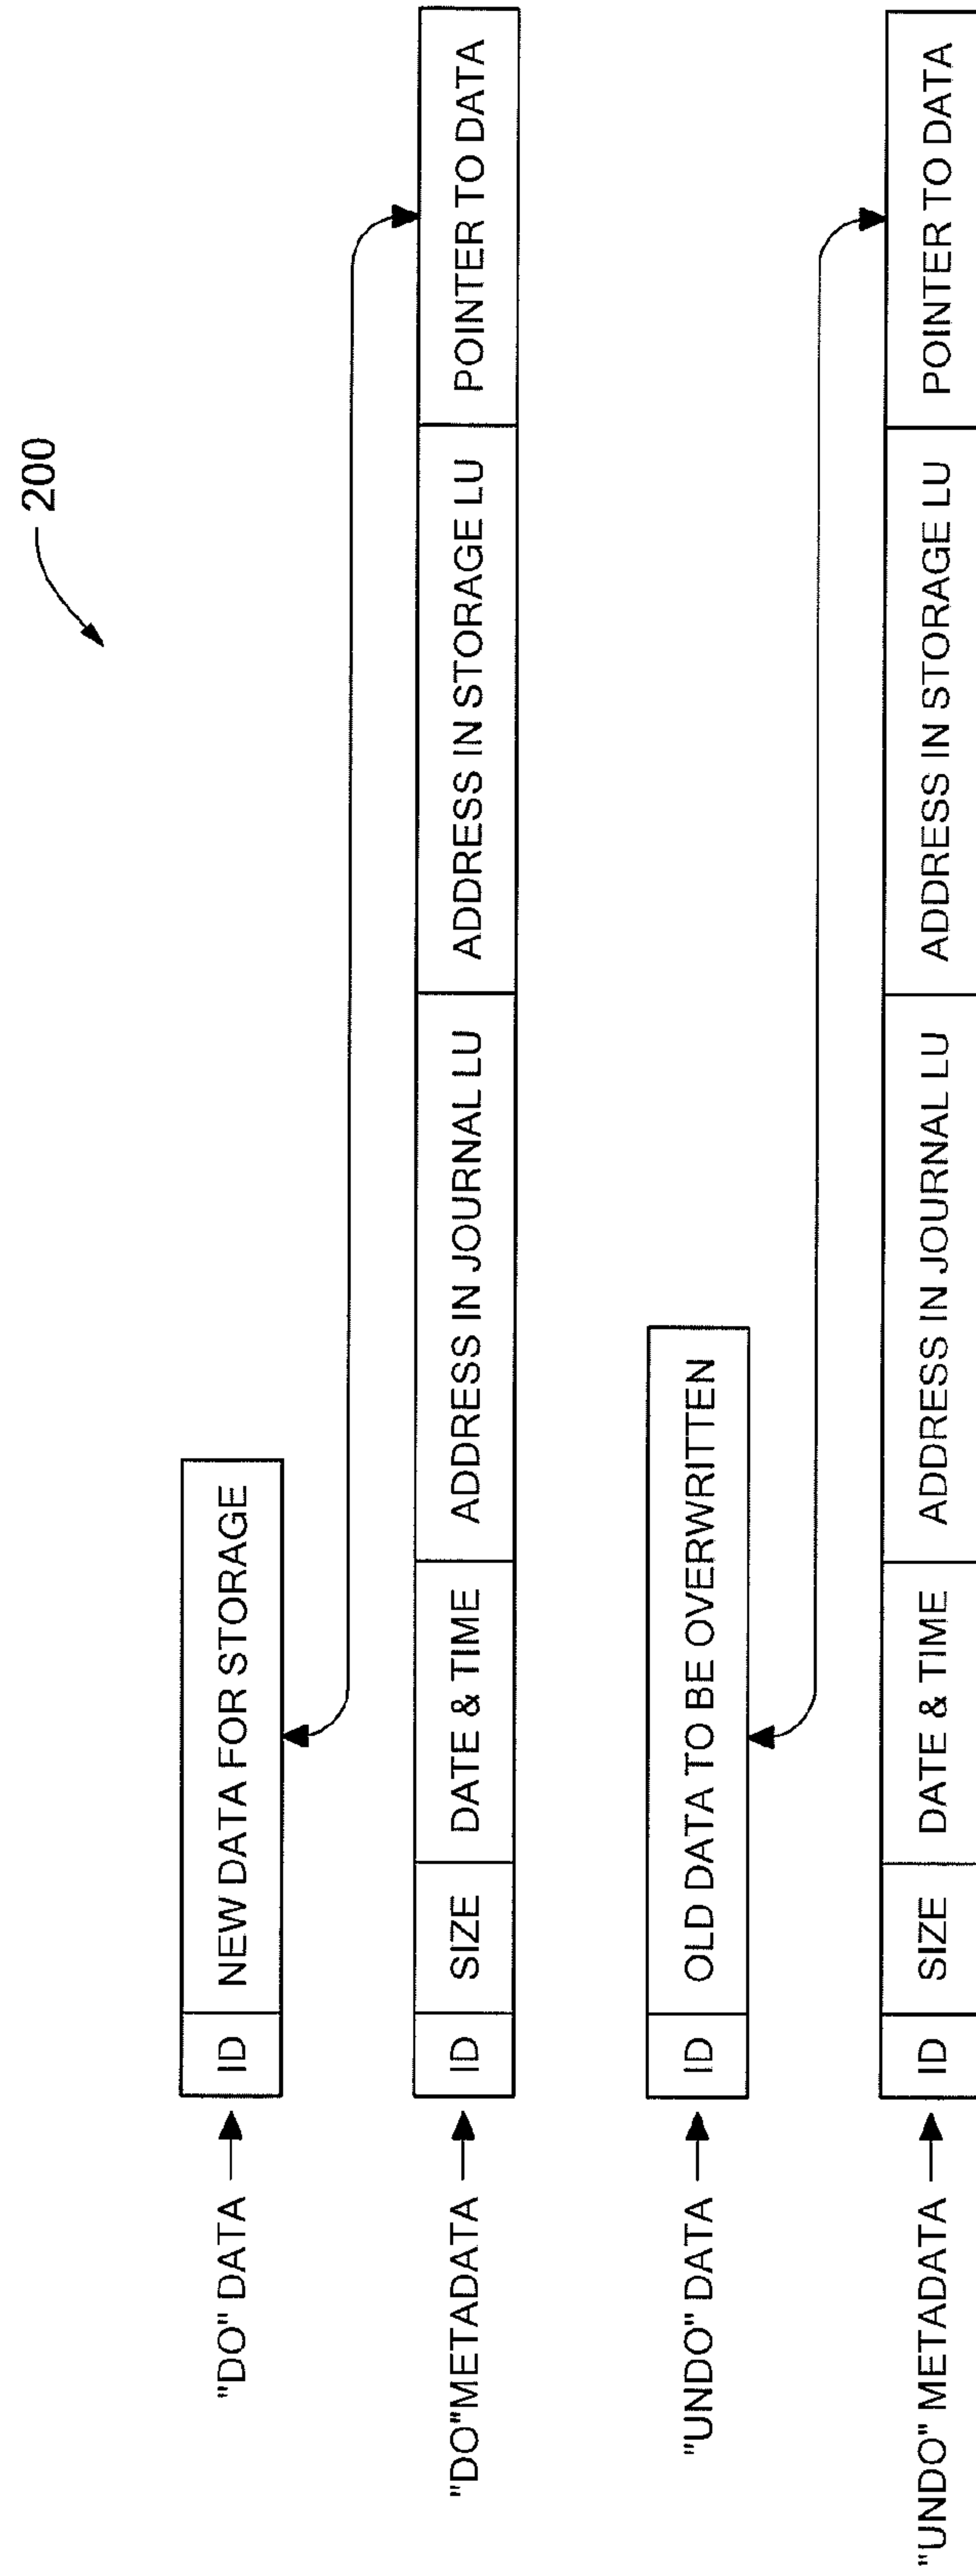 200
"DO" DATA
ID NEW DATA FOR STORAGE
"DO"METADATA
ID SIZE DATE & TIME ADDRESS IN JOURNAL LU ADDRESS IN STORAGE LU POINTER TO DATA
"UNDO" DATA
ID OLD DATA TO BE OVERWRITTEN
"UNDO" METADATA
ID SIZE DATE & TIME ADDRESS IN JOURNAL LU ADDRESS IN STORAGE LU POINTER TO DATA